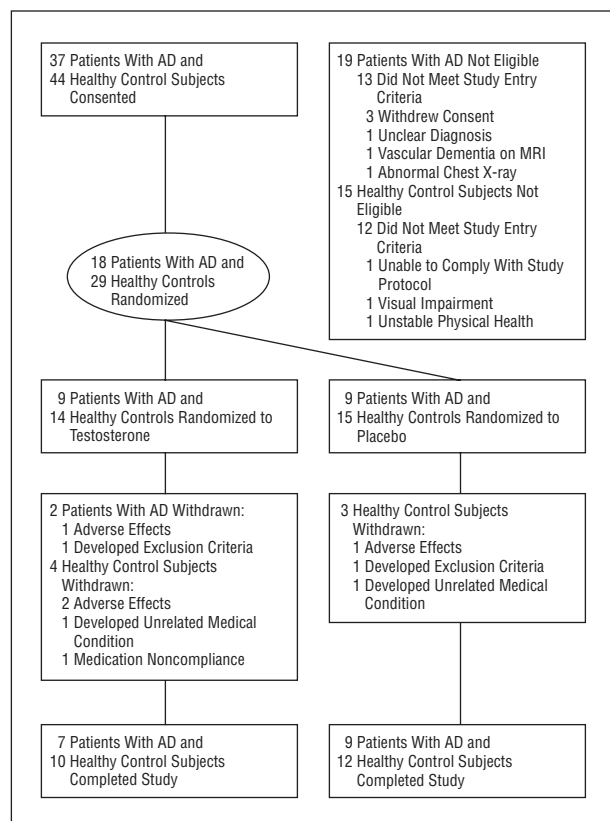 37 Patients With AD and
44 Healthy Control Subjects
Consented
19 Patients With AD Not Eligible
13 Did Not Meet Study Entry
Criteria
3 Withdrew Consent
1 Unclear Diagnosis
1 Vascular Dementia on MRI
1 Abnormal Chest X-ray
15 Healthy Control Subjects Not
Eligible
12 Did Not Meet Study Entry
Criteria
1 Unable to Comply With Study
Protocol
1 Visual Impairment
1 Unstable Physical Health
18 Patients With AD and
29 Healthy Controls
Randomized
9 Patients With AD and
14 Healthy Controls Randomized to
Testosterone
9 Patients With AD and
15 Healthy Controls Randomized to
Placebo
2 Patients With AD Withdrawn:
1 Adverse Effects
1 Developed Exclusion Criteria
4 Healthy Control Subjects
Withdrawn:
2 Adverse Effects
1 Developed Unrelated Medical
Condition
1 Medication Noncompliance
3 Healthy Control Subjects
Withdrawn:
1 Adverse Effects
1 Developed Exclusion Criteria
1 Developed Unrelated Medical
Condition
7 Patients With AD and
10 Healthy Control Subjects
Completed Study
9 Patients With AD and
12 Healthy Control Subjects
Completed Study